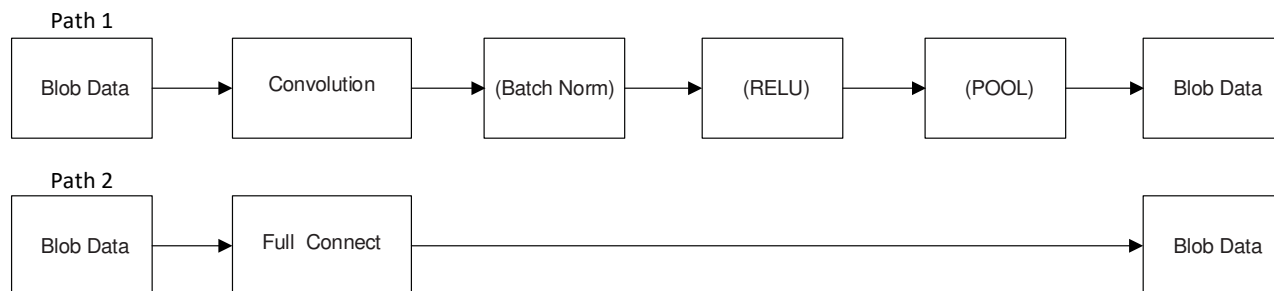 Path 1
Blob Data
Convolution
(Batch Norm)
(RELU)
(POOL)
Blob Data
Path 2
Blob Data
Full Connect
Blob Data